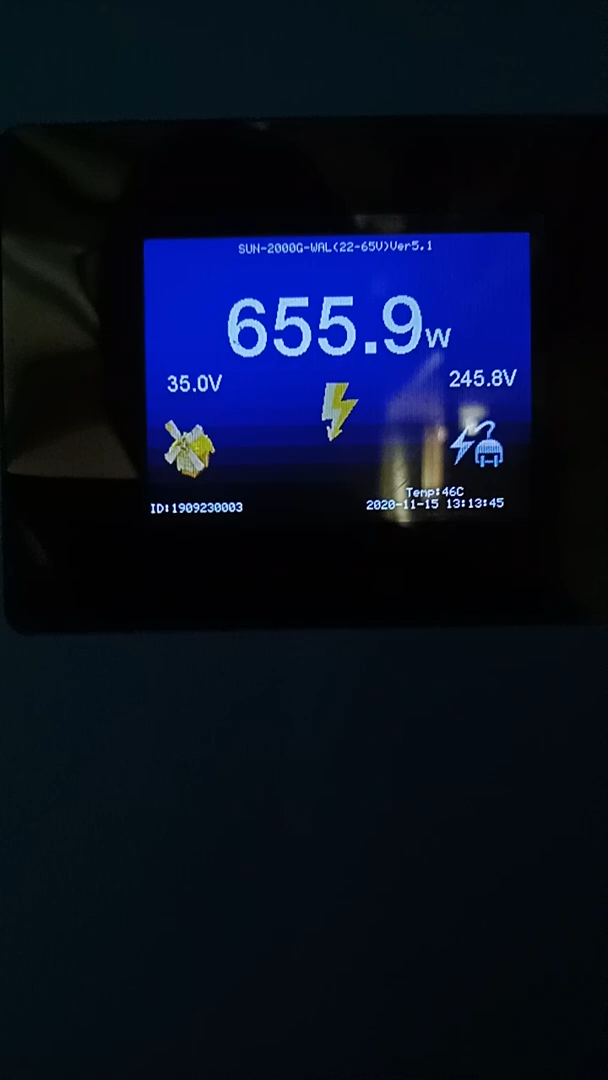 SUN-2000G-WAL(22-65V)Ver5.1
655.9W
35.0V
245.8V
Temp:46C
ID:1909230003
2020-11-15 13:13:45